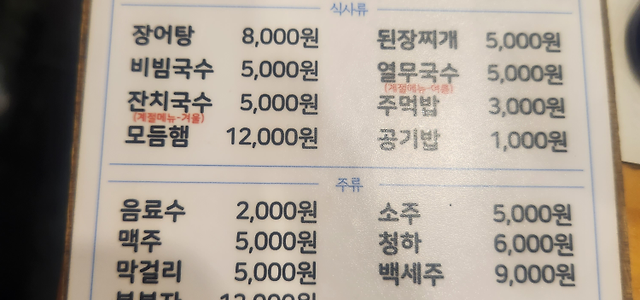 식사류
장어탕 8,000원 된장찌개 5,000원
비빔국수 5,000원 열무국수 5,000원
(계절메뉴-여름)
잔치국수 5,000원 주먹밥 3,000원
(계절메뉴-겨울)
모듬햄 12,000원 공기밥 1,000원
주류
음료수 2,000원 소주 5,000원
맥주 5,000원 청하 6,000원
막걸리 5,000원 백세주 9,000원